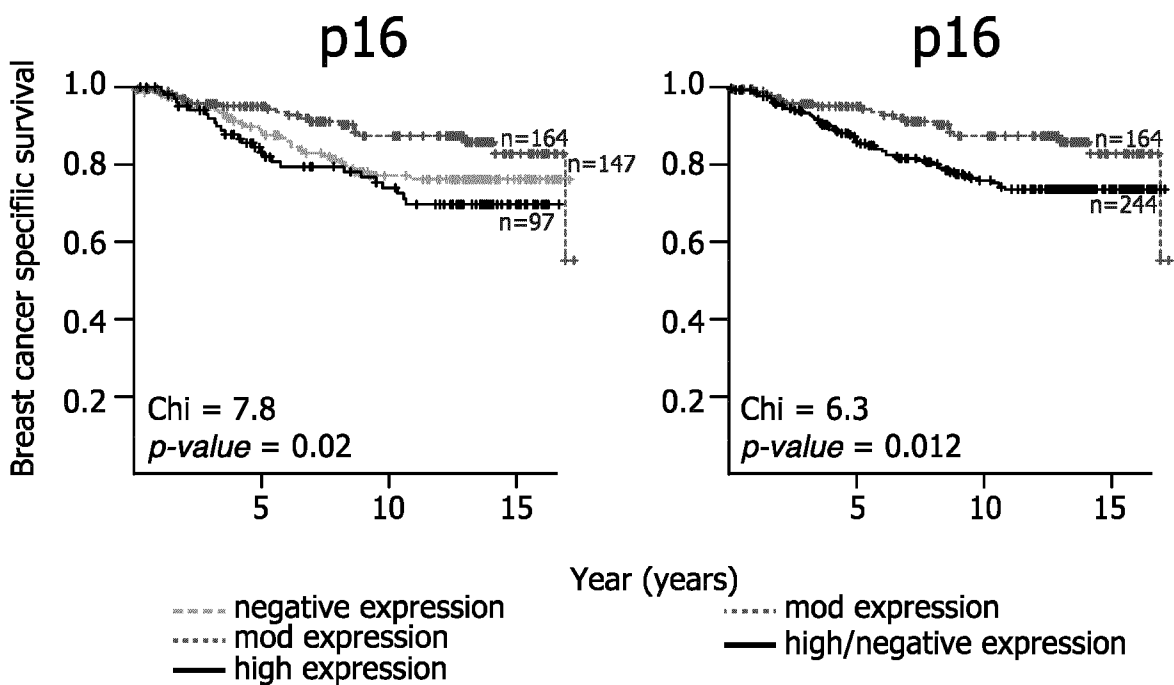 p16
p16
Breast cancer specific survival
1.0
0.8
0.6
0.4
0.2
n=164
n=147
n=97
Chi = 7.8
p-value = 0.02
5 10 15
1.0
0.8
0.6
0.4
0.2
n=164
n=244
Chi = 6.3
p-value = 0.012
5 10 15
Year (years)
negative expression
mod expression
high expression
mod expression
high/negative expression